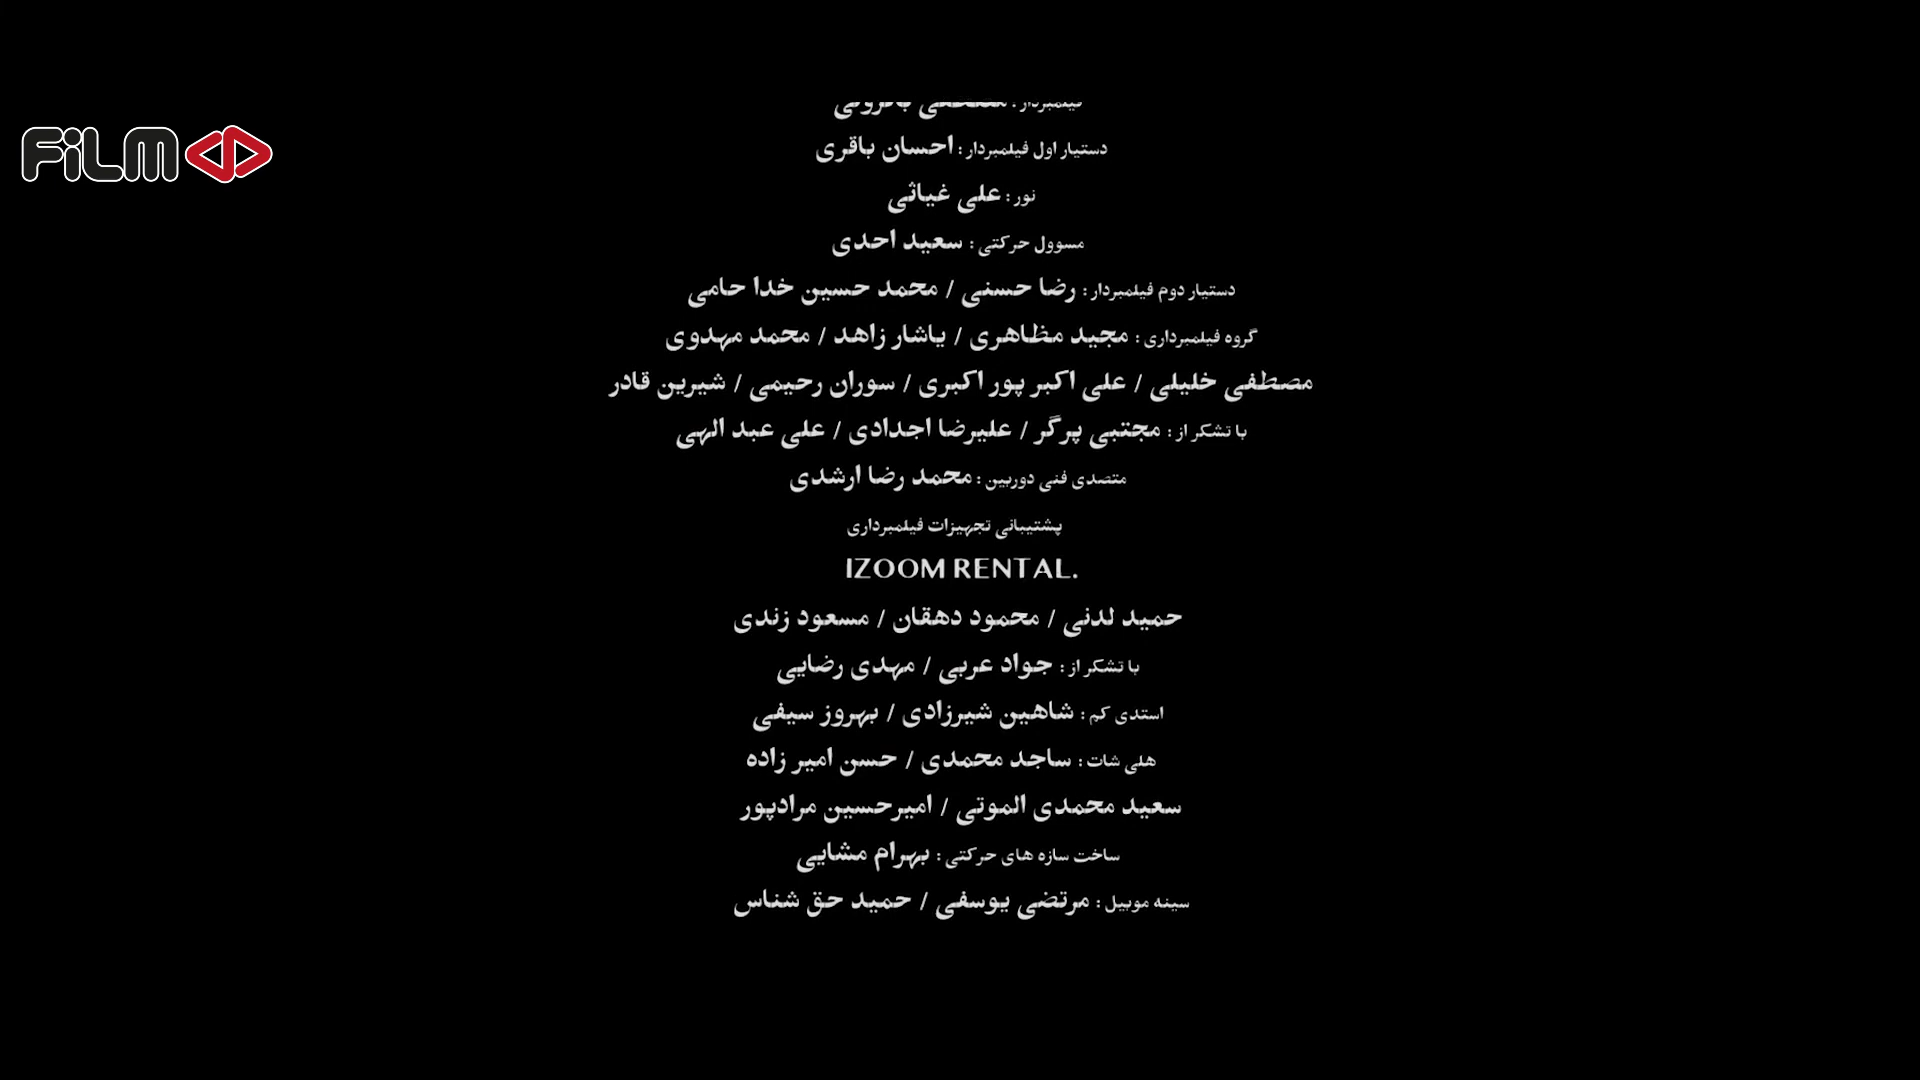 FiLM
فیلمبردار :
دستیار اول فیلمبردار : احسان باقری
نور : علی غیاثی
مسوول حرکتی : سعید احدی
دستیار دوم فیلمبردار : رضا حسنی / محمد حسین خدا حامی
گروه فیلمبرداری : مجید مظاهری / یاشار زاهد / محمد مهدوی
مصطفی خلیلی / علی اکبر پور اکبری / سوران رحیمی / شیرین قادر
با تشکر از : مجتبی پرگر / علیرضا اجدادی / علی عبد الهی
متصدی فنی دوربین : محمد رضا ارشدی
پشتیبانی تجهیزات فیلمبرداری
IZOOM RENTAL.
حمید لدنی / محمود دهقان / مسعود زندی
با تشکر از : جواد عربی / مهدی رضایی
استدی کم : شاهین شیرزادی / بهروز سیفی
هلی شات : ساجد محمدی / حسن امیر زاده
سعید محمدی الموتی / امیرحسین مرادپور
ساخت سازه های حرکتی : بهرام مشایی
سینه موبیل : مرتضی یوسفی / حمید حق شناس